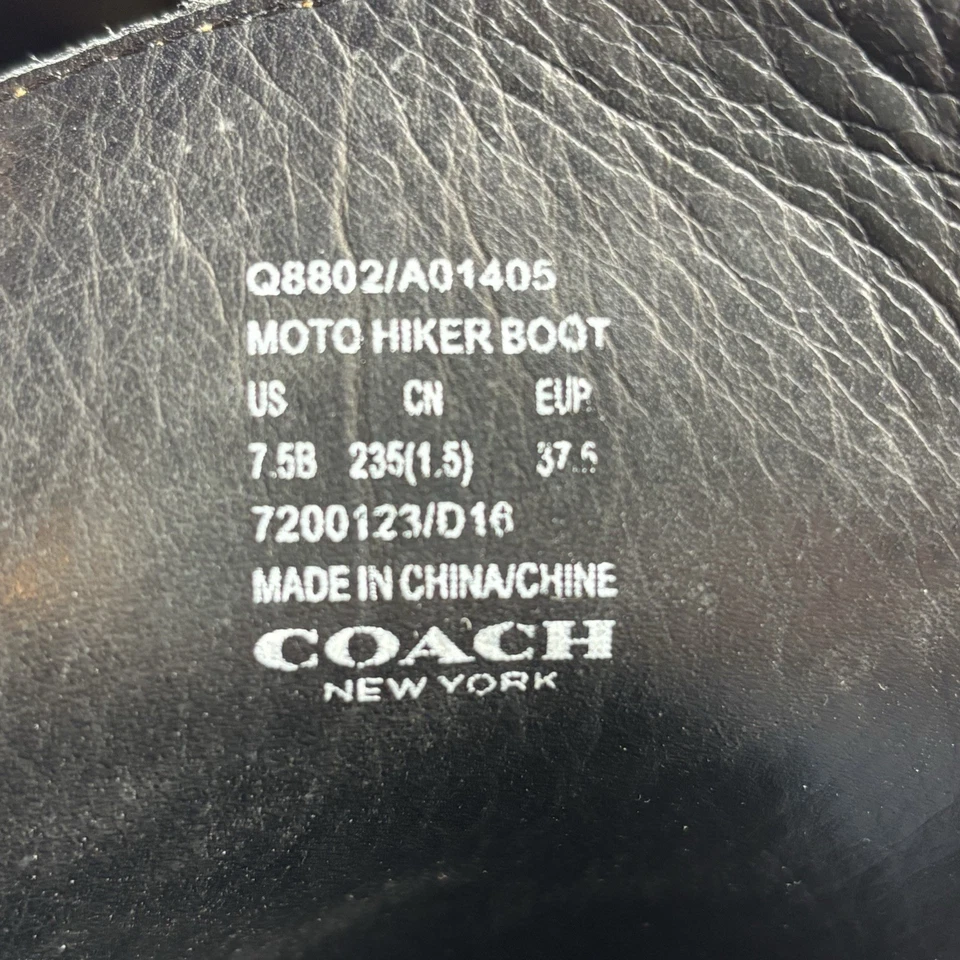 Q8802/A01405
MOTO HIKER BOOT
US CN EUR
7.5B 235(1.5) 37.5
7200123/D16
MADE IN CHINA/CHINE
COACH
NEW YORK